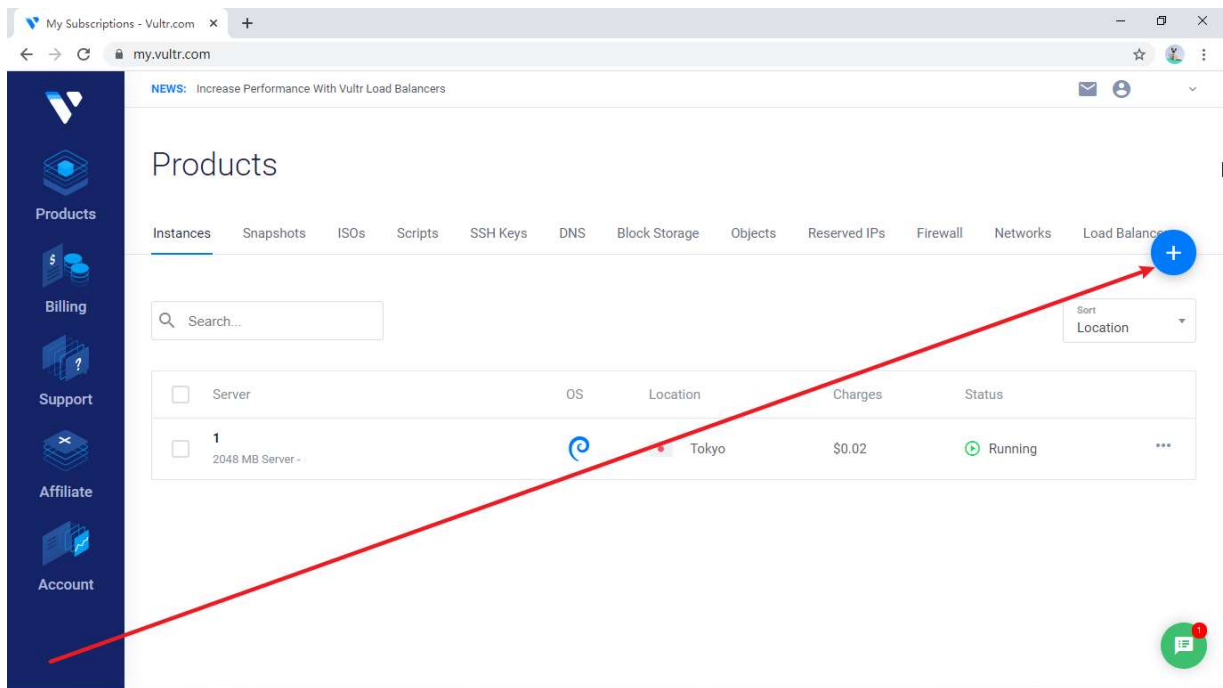 My Subscriptions - Vultr.com
my.vultr.com
NEWS: Increase Performance With Vultr Load Balancers
Products
Products
Instances Snapshots ISOs Scripts SSH Keys DNS Block Storage Objects Reserved IPs Firewall Networks Load Balance
+
$
Billing
Search...
Sort
Location
?
Support
Server OS Location Charges Status
1
2048 MB Server -
Tokyo $0.02 Running
Affiliate
Account
1